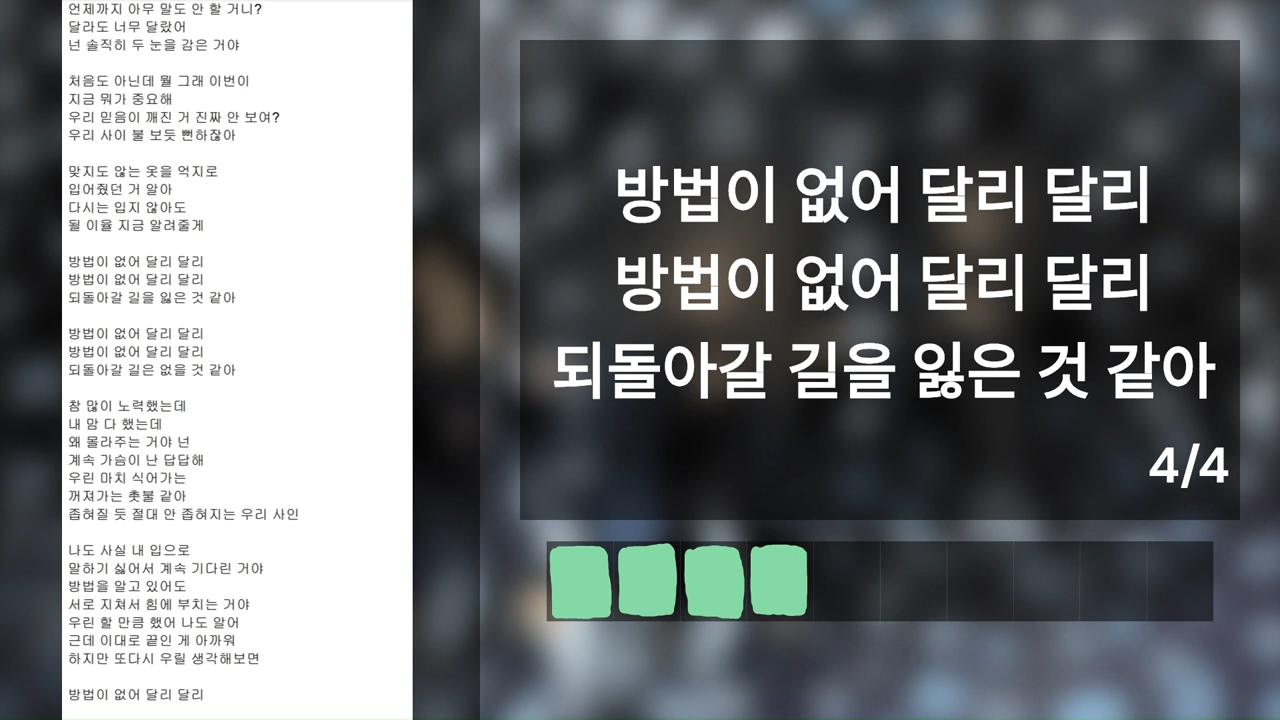 언제까지 아무 말도 안 할 거니?
달라도 너무 달랐어
넌 솔직히 두 눈을 감은 거야
처음도 아닌데 뭘 그래 이번이
지금 뭐가 중요해
우리 믿음이 깨진 거 진짜 안 보여?
우리 사이 불 보듯 뻔하잖아
맞지도 않는 옷을 억지로
입어줬던 거 알아
다시는 입지 않아도
될 이율 지금 알려줄게
방법이 없어 달리 달리
방법이 없어 달리 달리
되돌아갈 길을 잃은 것 같아
방법이 없어 달리 달리
방법이 없어 달리 달리
되돌아갈 길은 없을 것 같아
참 많이 노력했는데
내 맘 다 했는데
왜 몰라주는 거야 넌
계속 가슴이 난 답답해
우린 마치 식어가는
꺼져가는 촛불 같아
좁혀질 듯 절대 안 좁혀지는 우리 사인
나도 사실 내 입으로
말하기 싫어서 계속 기다린 거야
방법을 알고 있어도
서로 지쳐서 힘에 부치는 거야
우린 할 만큼 했어 나도 알어
근데 이대로 끝인 게 아까워
하지만 또다시 우릴 생각해보면
방법이 없어 달리 달리
방법이 없어 달리 달리
방법이 없어 달리 달리
되돌아갈 길을 잃은 것 같아
4/4